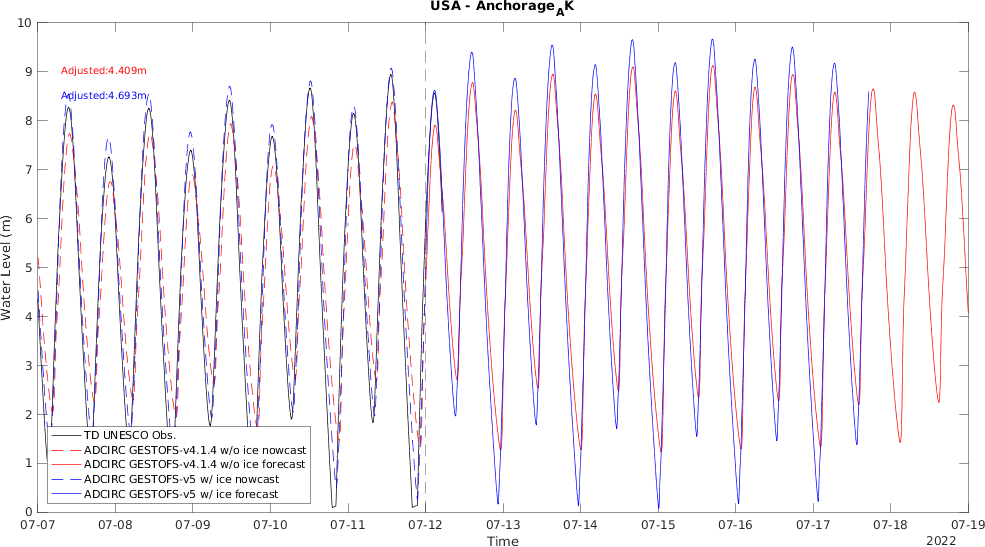 USA - Anchorage_AK
10
9
8
7
6
5
4
3
2
1
0
Water Level (m)
Adjusted:4.409m
Adjusted:4.693m
TD UNESCO Obs.
ADCIRC GESTOFS-v4.1.4 w/o ice nowcast
ADCIRC GESTOFS-v4.1.4 w/o ice forecast
ADCIRC GESTOFS-v5 w/ ice nowcast
ADCIRC GESTOFS-v5 w/ ice forecast
07-07 07-08 07-09 07-10 07-11 07-12 07-13 07-14 07-15 07-16 07-17 07-18 07-19
Time
2022